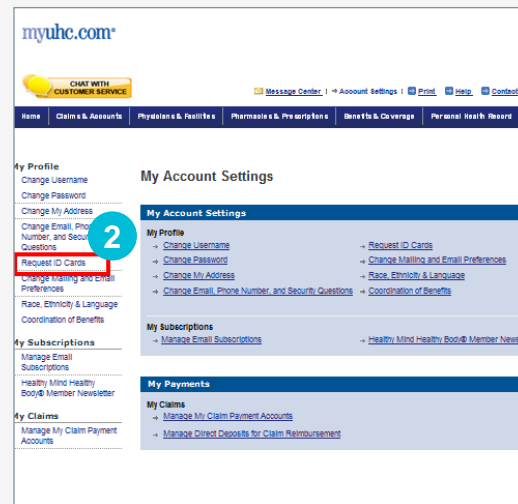 myuhc.com®
CHAT WITH
CUSTOMER SERVICE
Message Center | Account Settings | Print Help Contact
Home Claims & Accounts Physicians & Facilities Pharmacies & Prescriptions Benefits & Coverage Personal Health Record
My Profile
Change Username
Change Password
Change My Address
Change Email, Pho
Number, and Secu
Questions
2
Request ID Cards
Change Mailing and Email
Preferences
Race, Ethnicity & Language
Coordination of Benefits
My Subscriptions
Manage Email
Subscriptions
Healthy Mind Healthy
Body® Member Newsletter
My Claims
Manage My Claim Payment
Accounts
My Account Settings
My Account Settings
My Profile
→ Change Username → Request ID Cards
→ Change Password → Change Mailing and Email Preferences
→ Change My Address → Race, Ethnicity & Language
→ Change Email, Phone Number, and Security Questions → Coordination of Benefits
My Subscriptions
→ Manage Email Subscriptions → Healthy Mind Healthy Body® Member News
My Payments
My Claims
→ Manage My Claim Payment Accounts
→ Manage Direct Deposits for Claim Reimbursement